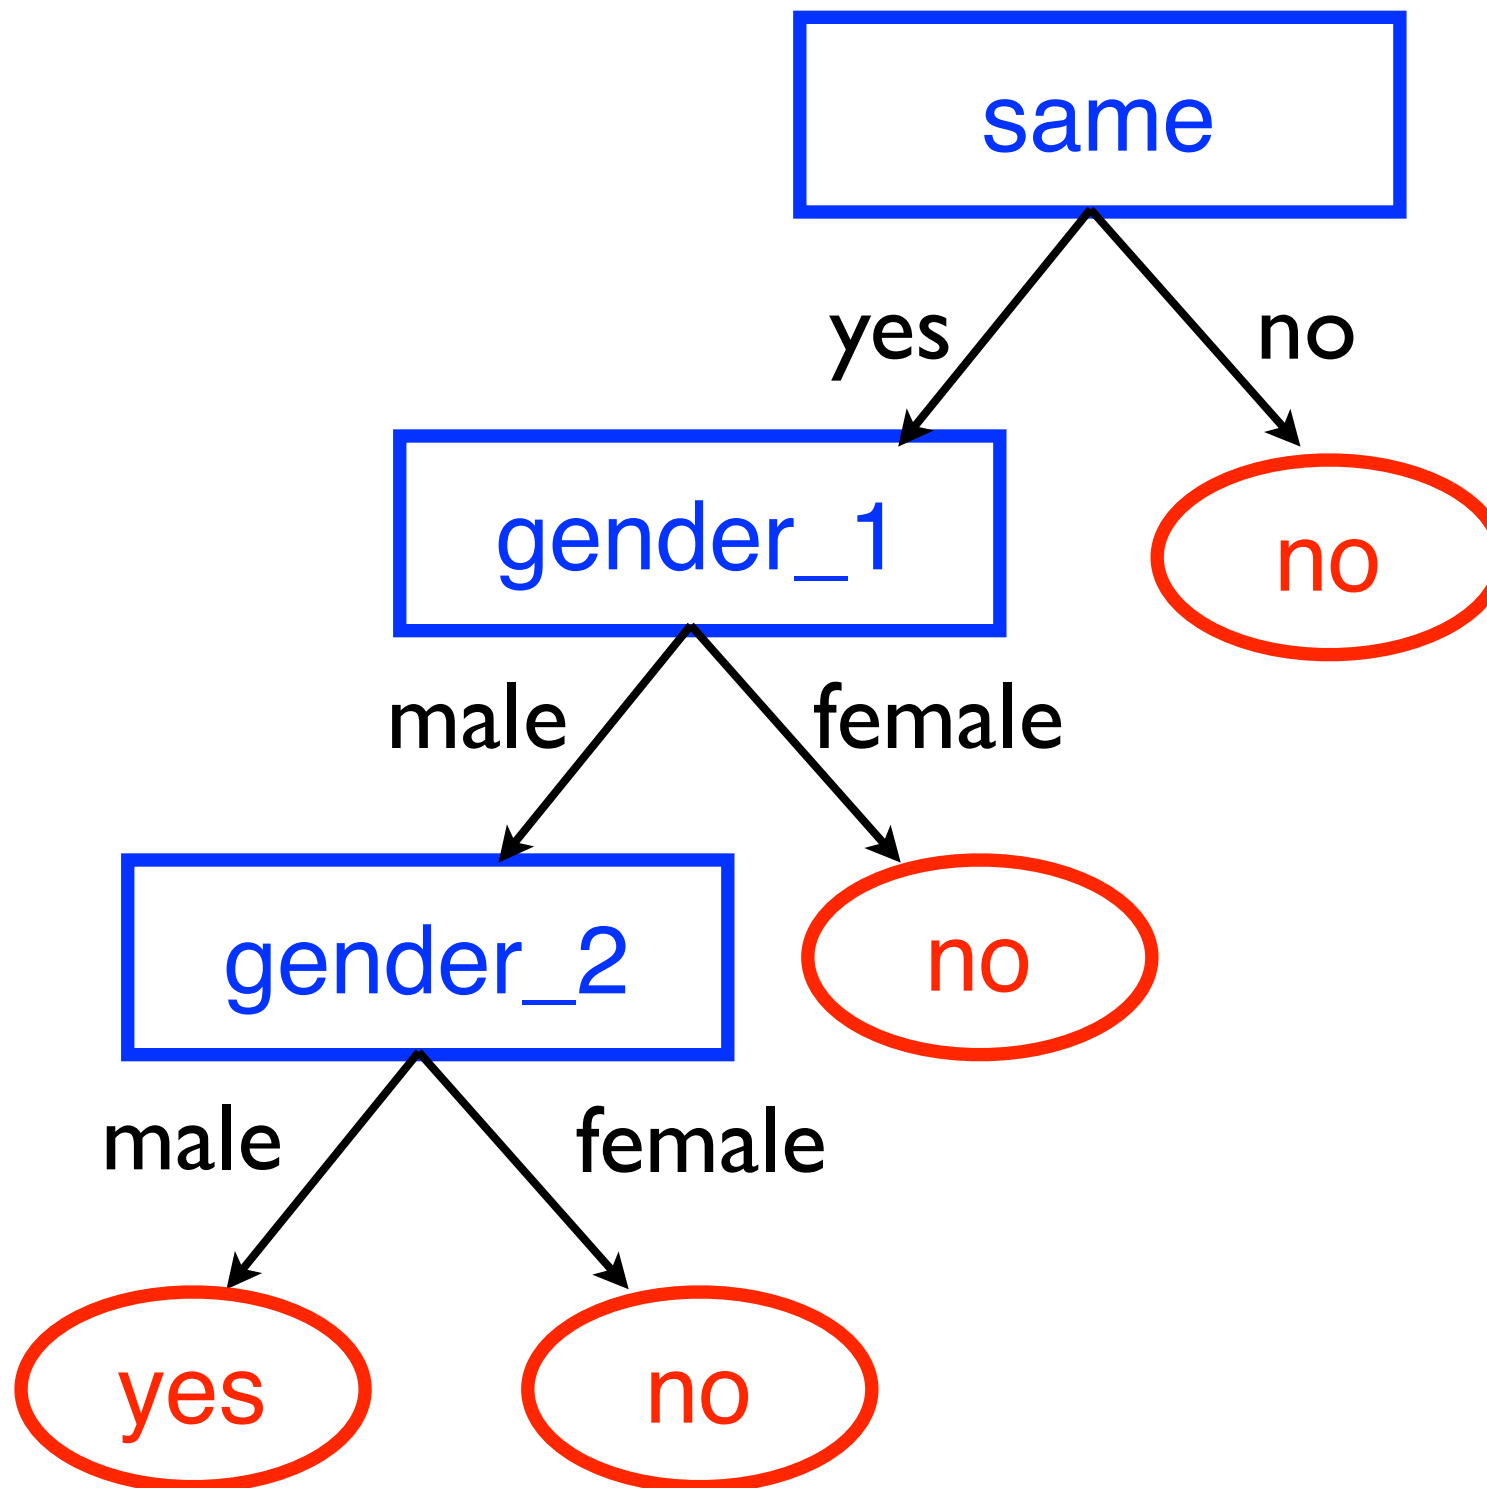 same
yes
no
gender_1
no
male
female
gender_2
no
male
female
yes
no